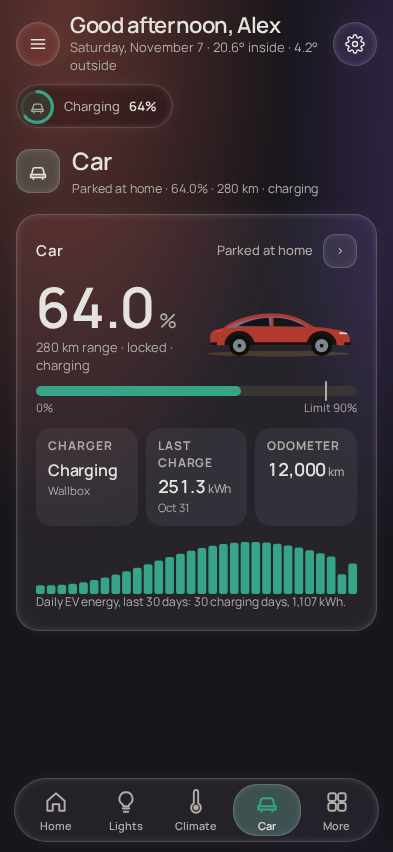 Good afternoon, Alex
Saturday, November 7 · 20.6° inside · 4.2°
outside
Charging 64%
Car
Parked at home · 64.0% · 280 km · charging
Car
Parked at home
64.0 %
280 km range · locked ·
charging
0%
Limit 90%
CHARGER
Charging
Wallbox
LAST
CHARGE
251.3 kWh
Oct 31
ODOMETER
12,000 km
Daily EV energy, last 30 days: 30 charging days, 1,107 kWh.
Home
Lights
Climate
Car
More